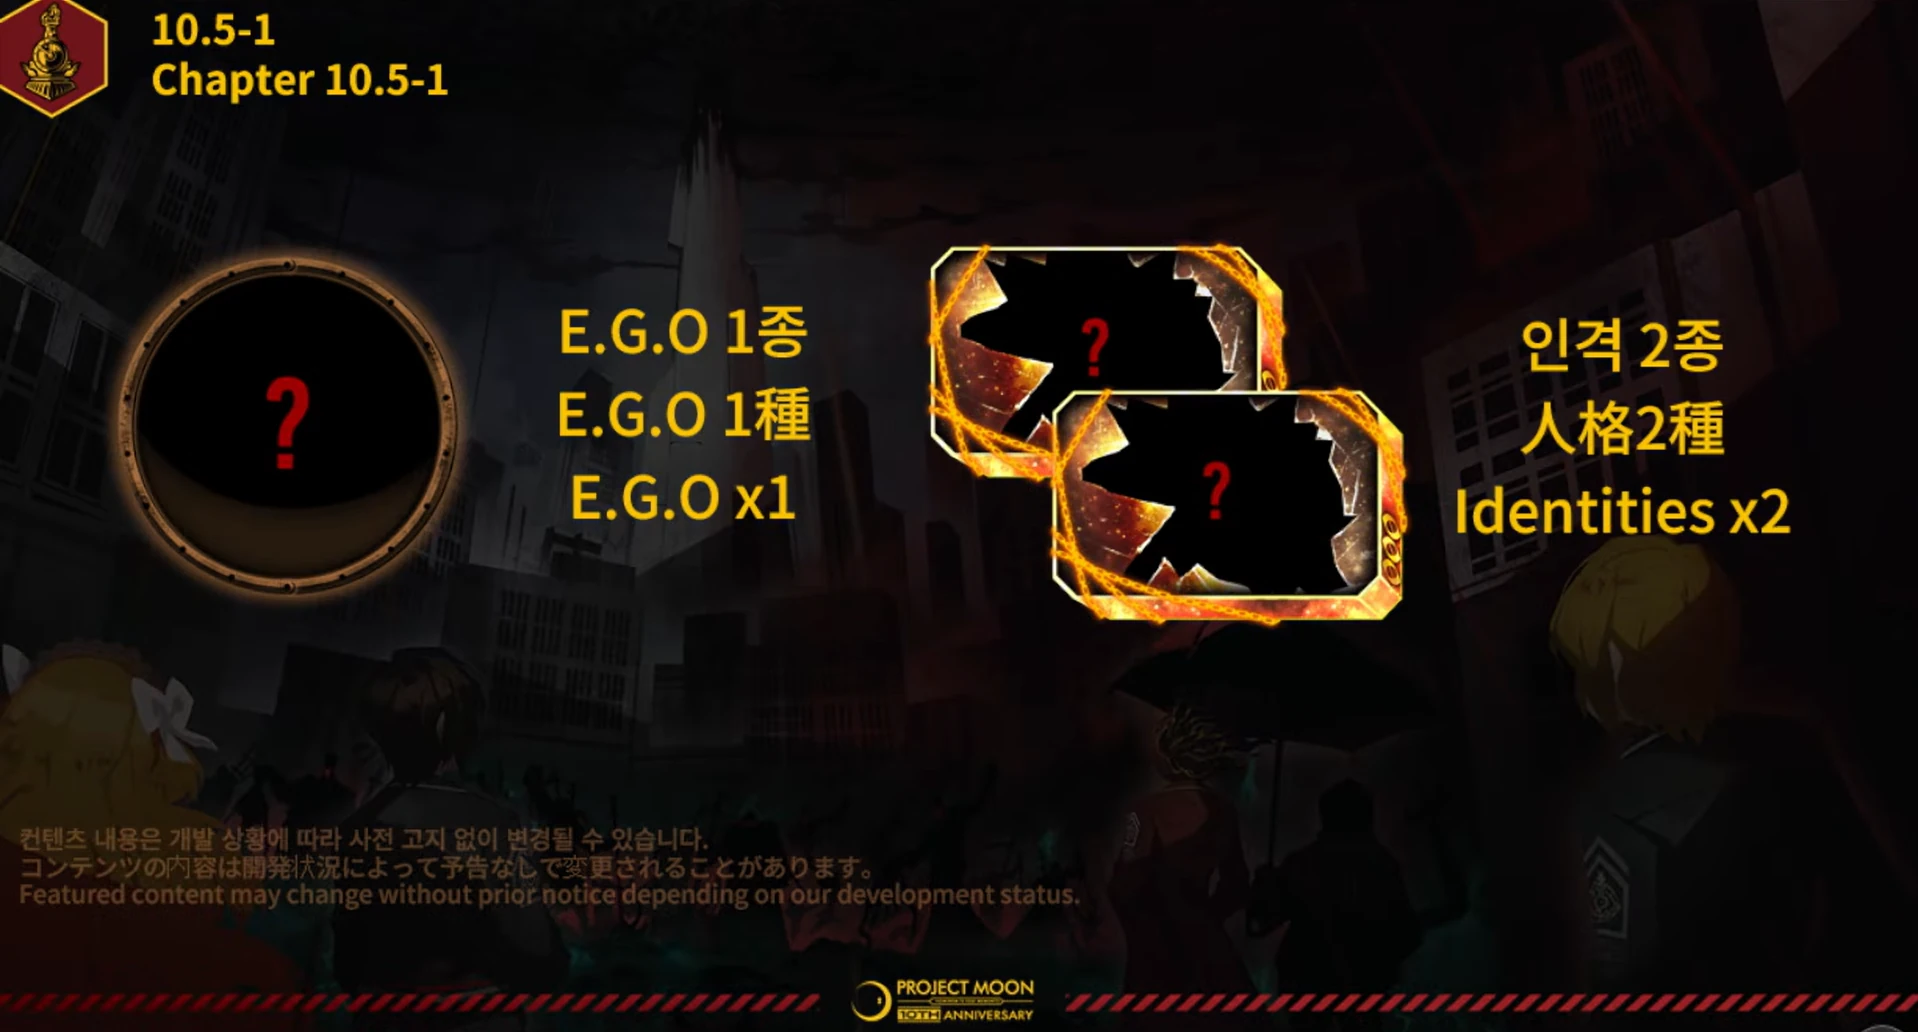 10.5-1
Chapter 10.5-1
E.G.O 1종
E.G.O 1種
E.G.O x1
?
?
?
인격 2종
人格2種
Identities x2
컨텐츠 내용은 개발 상황에 따라 사전 고지 없이 변경될 수 있습니다.
コンテンツの内容は開発状況によって予告なしで変更されることがあります。
Featured content may change without prior notice depending on our development status.
PROJECT MOON
10TH ANNIVERSARY